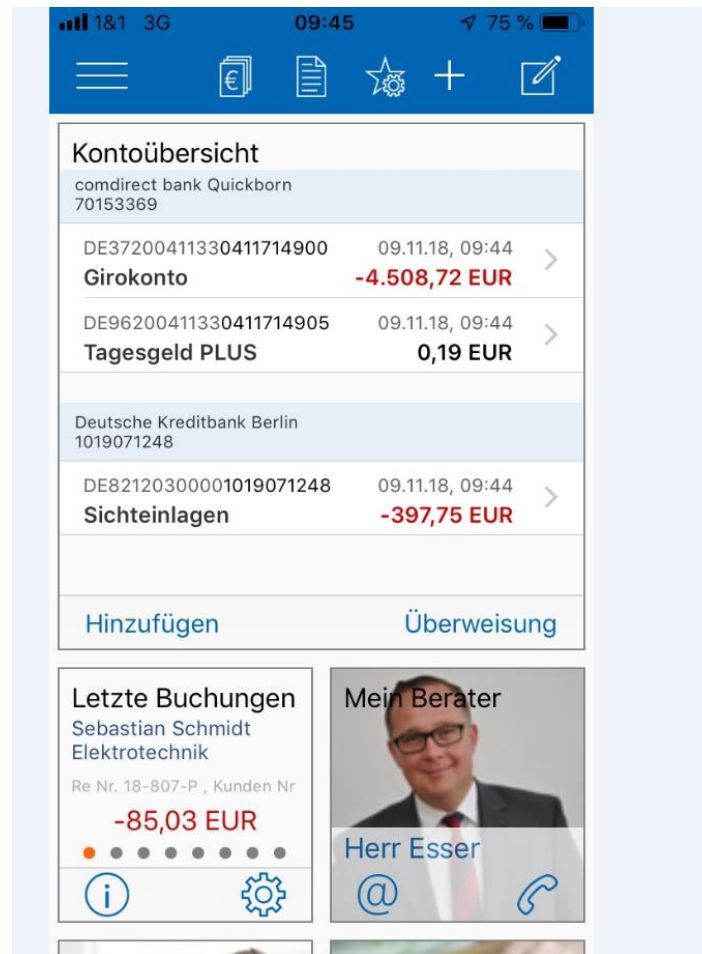 1&1 3G 09:45 75 %
€
Kontoübersicht
comdirect bank Quickborn
70153369
DE37200411330411714900 09.11.18, 09:44
Girokonto -4.508,72 EUR
DE96200411330411714905 09.11.18, 09:44
Tagesgeld PLUS 0,19 EUR
Deutsche Kreditbank Berlin
1019071248
DE82120300001019071248 09.11.18, 09:44
Sichteinlagen -397,75 EUR
Hinzufügen Überweisung
Letzte Buchungen
Sebastian Schmidt
Elektrotechnik
Re Nr. 18-807-P , Kunden Nr
-85,03 EUR
i
Mein Berater
Herr Esser
@